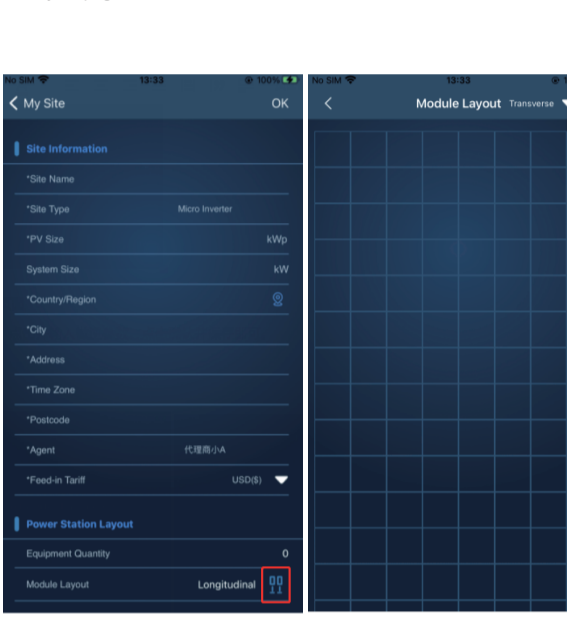 No SIM 13:33 100%
My Site OK
Site Information
*Site Name
*Site Type Micro Inverter
*PV Size kWp
System Size kW
*Country/Region
*City
*Address
*Time Zone
*Postcode
*Agent 代理商小A
*Feed-in Tariff USD($)
Power Station Layout
Equipment Quantity 0
Module Layout Longitudinal
No SIM 13:33
Module Layout Transverse